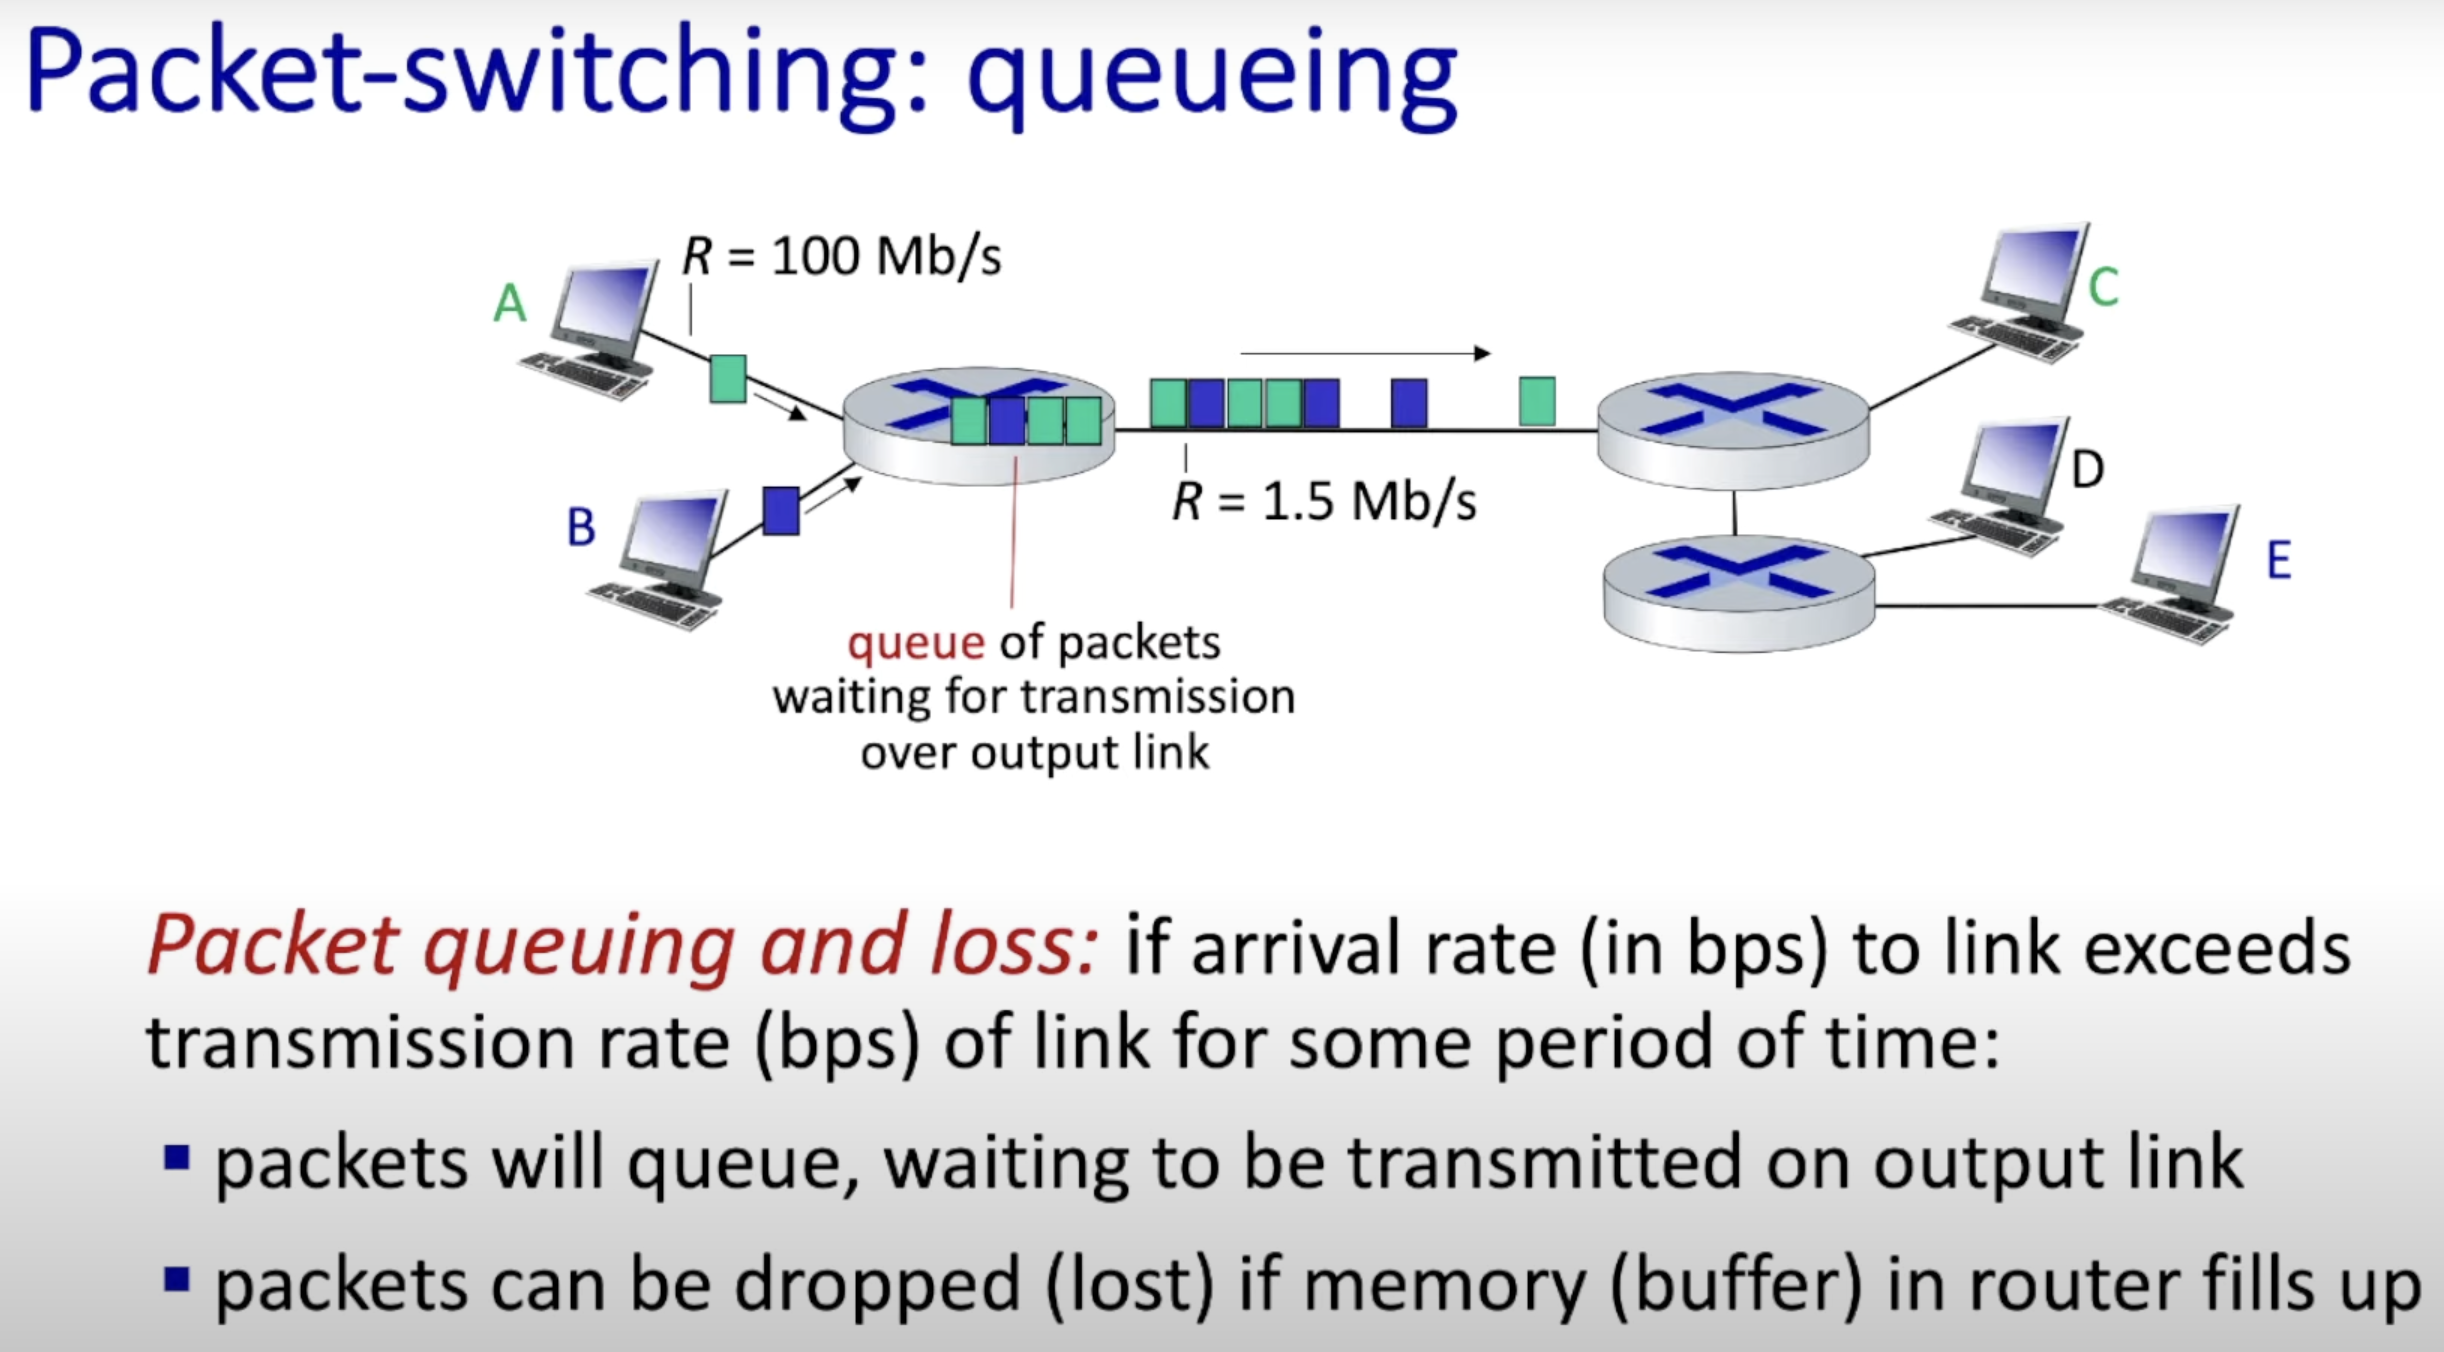 Packet-switching: queueing
R = 100 Mb/s
A
C
B
R = 1.5 Mb/s
D
E
queue of packets
waiting for transmission
over output link
Packet queuing and loss: if arrival rate (in bps) to link exceeds
transmission rate (bps) of link for some period of time:
▪ packets will queue, waiting to be transmitted on output link
▪ packets can be dropped (lost) if memory (buffer) in router fills up